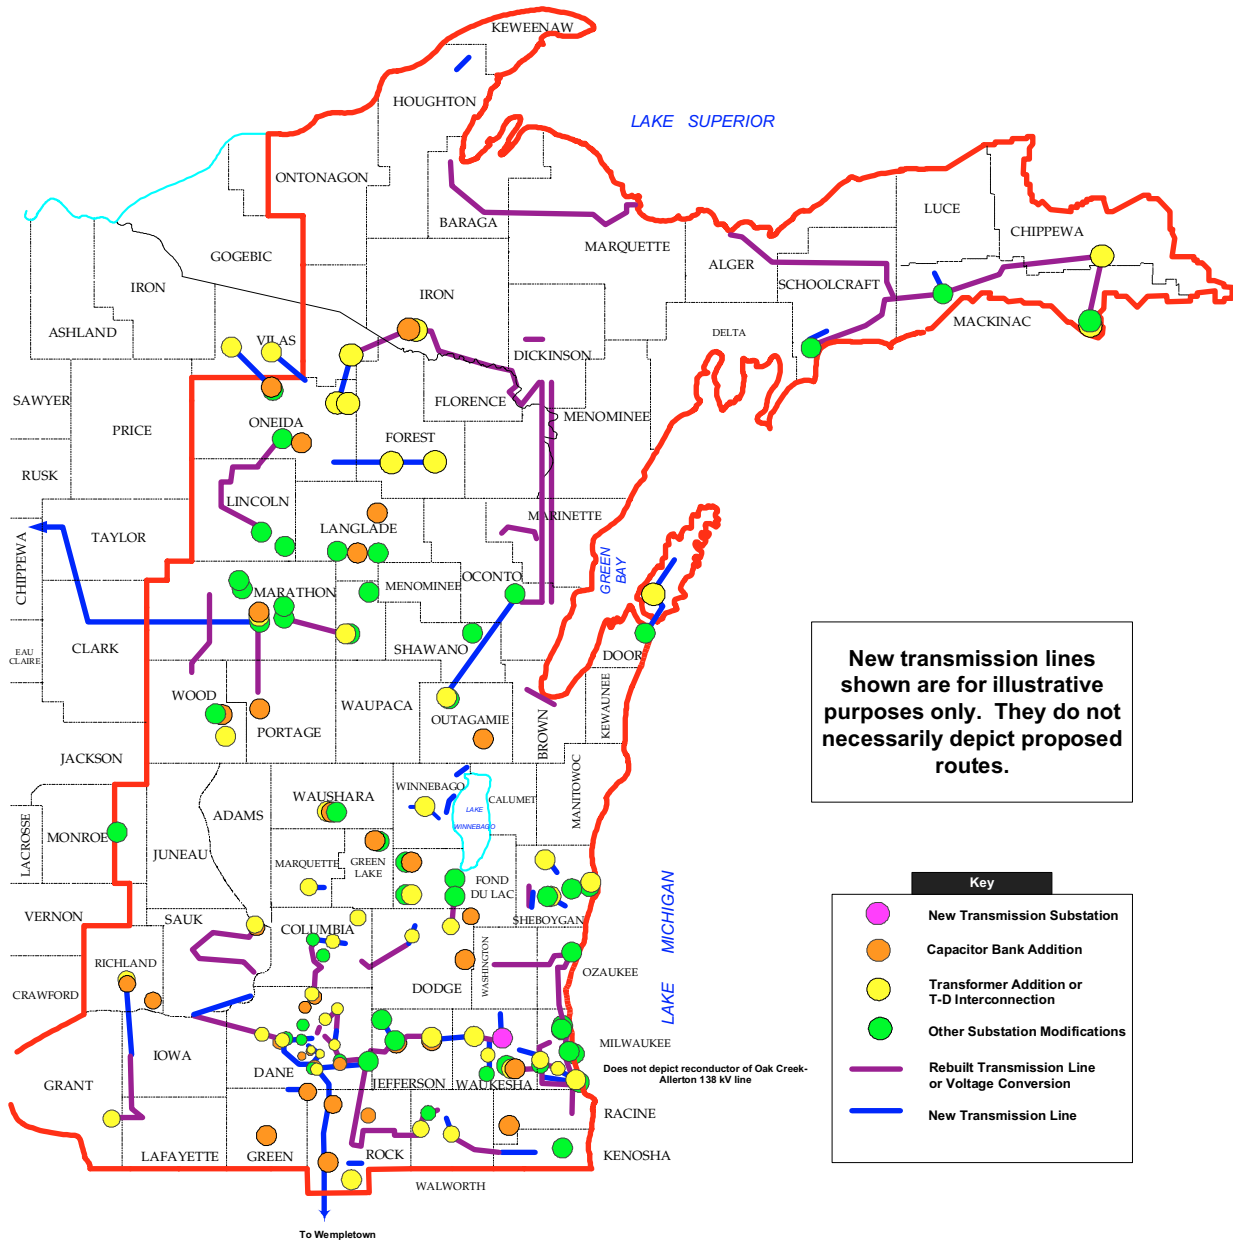 KEWEENAW
HOUGHTON
LAKE SUPERIOR
ONTONAGON
BARAGA
LUCE
CHIPPEWA
MARQUETTE
GOGEBIC
ALGER
SCHOOLCRAFT
IRON
IRON
MACKINAC
ASHLAND
VILAS
DELTA
DICKINSON
SAWYER
FLORENCE
MENOMINEE
PRICE
ONEIDA
FOREST
RUSK
LINCOLN
LANGLADE
MARINETTE
TAYLOR
CHIPPEWA
GREEN
BAY
OCONTO
MENOMINEE
MARATHON
CLARK
EAU
CLAIRE
SHAWANO
DOOR
New transmission lines
shown are for illustrative
purposes only. They do not
necessarily depict proposed
routes.
WOOD
WAUPACA
OUTAGAMIE
BROWN
KEWAUNEE
PORTAGE
JACKSON
WINNEBAGO
CALUMET
MANITOWOC
WAUSHARA
ADAMS
LAKE
WINNEBAGO
LACROSSE
MONROE
JUNEAU
MARQUETTE
GREEN
LAKE
FOND
DU LAC
SHEBOYGAN
LAKE MICHIGAN
Key
New Transmission Substation
Capacitor Bank Addition
Transformer Addition or
T-D Interconnection
Other Substation Modifications
Rebuilt Transmission Line
or Voltage Conversion
New Transmission Line
VERNON
SAUK
COLUMBIA
RICHLAND
WASHINGTON
OZAUKEE
CRAWFORD
DODGE
MILWAUKEE
IOWA
DANE
JEFFERSON
WAUKESHA
Does not depict reconductor of Oak Creek-
Allerton 138 kV line
GRANT
RACINE
LAFAYETTE
GREEN
ROCK
KENOSHA
WALWORTH
To Wempletown